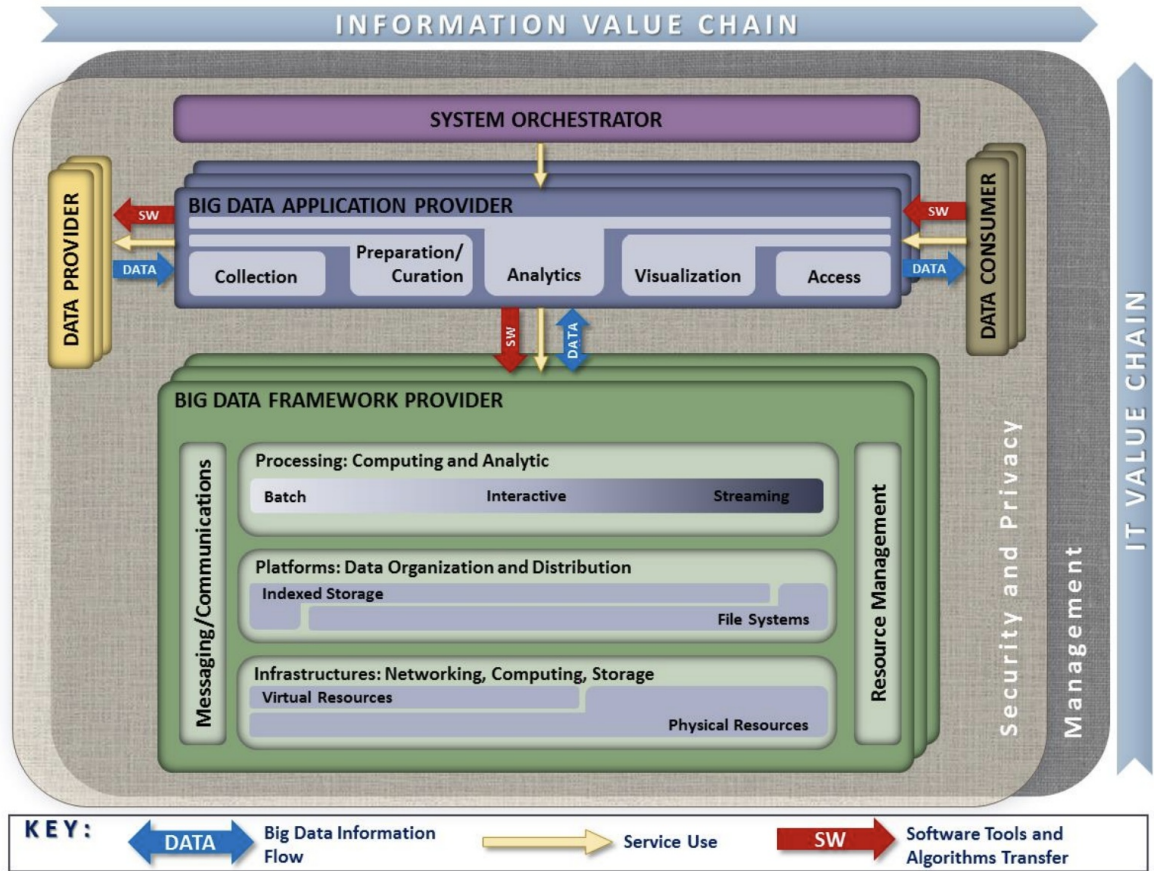 INFORMATION VALUE CHAIN
SYSTEM ORCHESTRATOR
DATA PROVIDER
SW
DATA
BIG DATA APPLICATION PROVIDER
Collection
Preparation/
Curation
Analytics
Visualization
Access
SW
DATA
DATA CONSUMER
SW
DATA
BIG DATA FRAMEWORK PROVIDER
Messaging/Communications
Processing: Computing and Analytic
Batch
Interactive
Streaming
Platforms: Data Organization and Distribution
Indexed Storage
File Systems
Infrastructures: Networking, Computing, Storage
Virtual Resources
Physical Resources
Resource Management
Security and Privacy
Management
IT VALUE CHAIN
KEY:
DATA
Big Data Information
Flow
Service Use
SW
Software Tools and
Algorithms Transfer